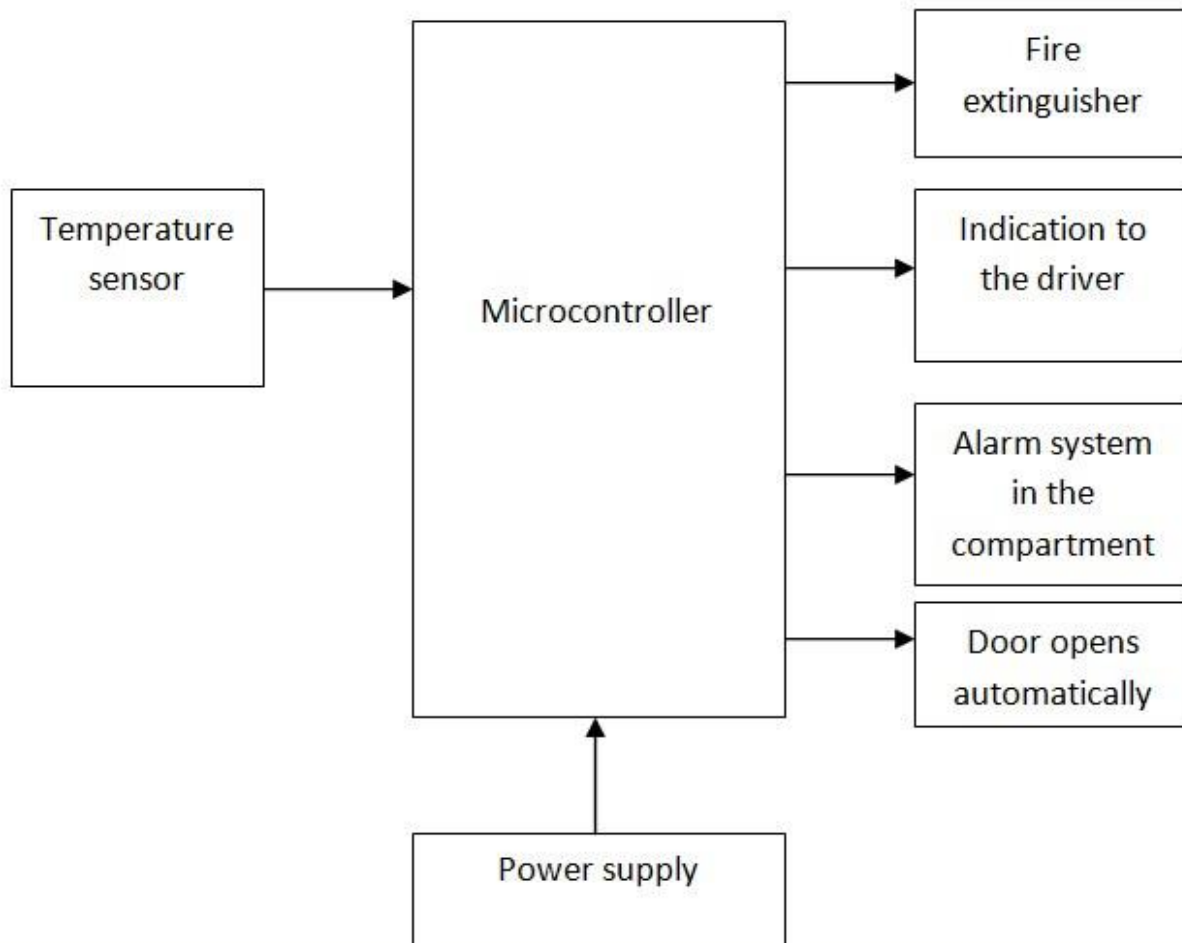 Fire
extinguisher
Temperature
sensor
Indication to
the driver
Microcontroller
Alarm system
in the
compartment
Door opens
automatically
Power supply